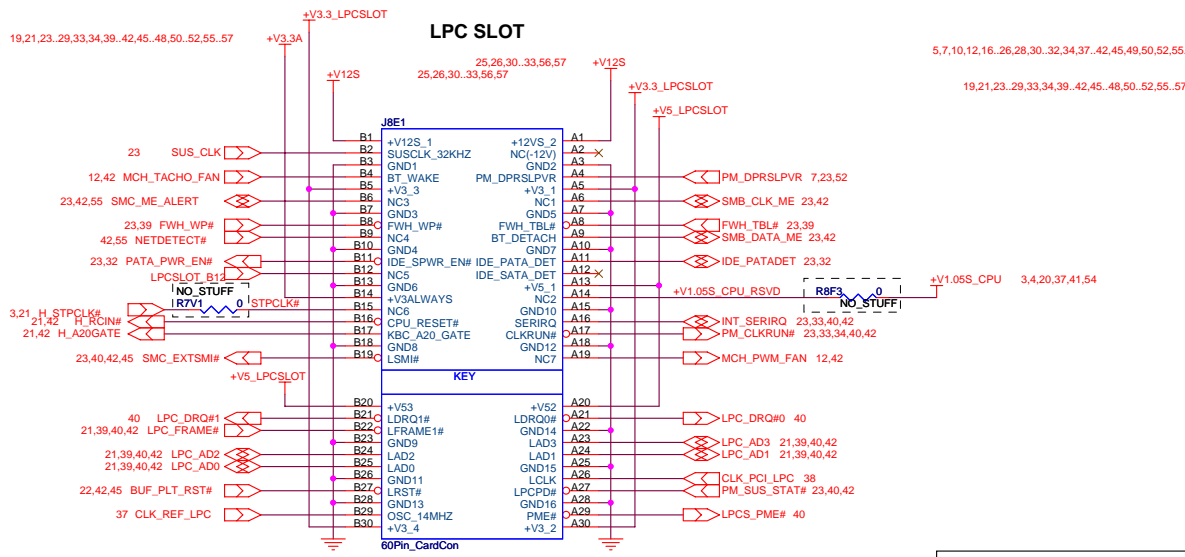 +V3.3_LPCSLOT
LPC SLOT
19,21,23..29,33,34,39..42,45..48,50..52,55..57
+V3.3A
5,7,10,12,16..26,28,30..32,34,37..42,45,49,50,52,55..
25,26,30..33,56,57
+V12S
+V12S
25,26,30..33,56,57
+V3.3_LPCSLOT
19,21,23..29,33,34,39..42,45..48,50..52,55..57
+V5_LPCSLOT
J8E1
B1 +V12S_1 +12VS_2 A1
23 SUS_CLK B2 SUSCLK_32KHZ NC(-12V) A2
B3 GND1 GND2 A3
12,42 MCH_TACHO_FAN B4 BT_WAKE PM_DPRSLPVR A4 PM_DPRSLPVR 7,23,52
B5 +V3_3 +V3_1 A5
23,42,55 SMC_ME_ALERT B6 NC3 NC1 A6 SMB_CLK_ME 23,42
B7 GND3 GND5 A7
23,39 FWH_WP# B8 FWH_WP# FWH_TBL# A8 FWH_TBL# 23,39
42,55 NETDETECT# B9 NC4 BT_DETACH A9 SMB_DATA_ME 23,42
B10 GND4 GND7 A10
23,32 PATA_PWR_EN# B11 IDE_SPWR_EN# IDE_PATA_DET A11 IDE_PATADET 23,32
LPCSLOT_B12 B12 NC5 IDE_SATA_DET A12
B13 GND6 +V5_1 A13
+V1.05S_CPU 3,4,20,37,41,54
NO_STUFF
B14 +V3ALWAYS NC2 A14 +V1.05S_CPU_RSVD R8F3 0
NO_STUFF
3,21 H_STPCLK# R7V1 0 STPCLK# B15 NC6 GND10 A15
21,42 H_RCIN# B16 CPU_RESET# SERIRQ A16 INT_SERIRQ 23,33,40,42
21,42 H_A20GATE B17 KBC_A20_GATE CLKRUN# A17 PM_CLKRUN# 23,33,34,40,42
B18 GND8 GND12 A18
23,40,42,45 SMC_EXTSMI# B19 LSMI# NC7 A19 MCH_PWM_FAN 12,42
KEY
+V5_LPCSLOT
B20 +V53 +V52 A20
40 LPC_DRQ#1 B21 LDRQ1# LDRQ0# A21 LPC_DRQ#0 40
21,39,40,42 LPC_FRAME# B22 LFRAME1# GND14 A22
B23 GND9 LAD3 A23 LPC_AD3 21,39,40,42
21,39,40,42 LPC_AD2 B24 LAD2 LAD1 A24 LPC_AD1 21,39,40,42
21,39,40,42 LPC_AD0 B25 LAD0 GND15 A25
B26 GND11 LCLK A26 CLK_PCI_LPC 38
22,42,45 BUF_PLT_RST# B27 LRST# LPCPD# A27 PM_SUS_STAT# 23,40,42
B28 GND13 GND16 A28
37 CLK_REF_LPC B29 OSC_14MHZ PME# A29 LPCS_PME# 40
B30 +V3_4 +V3_2 A30
60Pin_CardCon